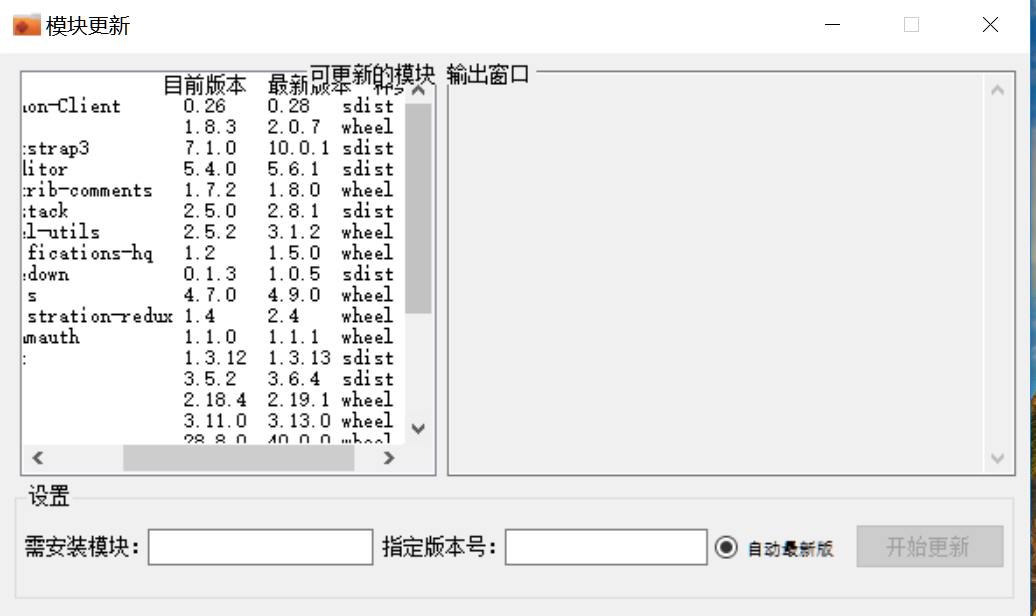 模块更新
可更新的模块
输出窗口
目前版本 最新版本
on-Client 0.26 0.28 sdist
1.8.3 2.0.7 wheel
strap3 7.1.0 10.0.1 sdist
itor 5.4.0 5.6.1 sdist
rib-comments 1.7.2 1.8.0 wheel
tack 2.5.0 2.8.1 sdist
l-utils 2.5.2 3.1.2 wheel
fications-hq 1.2 1.5.0 wheel
down 0.1.3 1.0.5 sdist
s 4.7.0 4.9.0 wheel
stration-redux 1.4 2.4 wheel
mauth 1.1.0 1.1.1 wheel
1.3.12 1.3.13 sdist
3.5.2 3.6.4 sdist
2.18.4 2.19.1 wheel
3.11.0 3.13.0 wheel
28.8.0 40.0.0 wheel
设置
需安装模块: 指定版本号: 自动最新版 开始更新